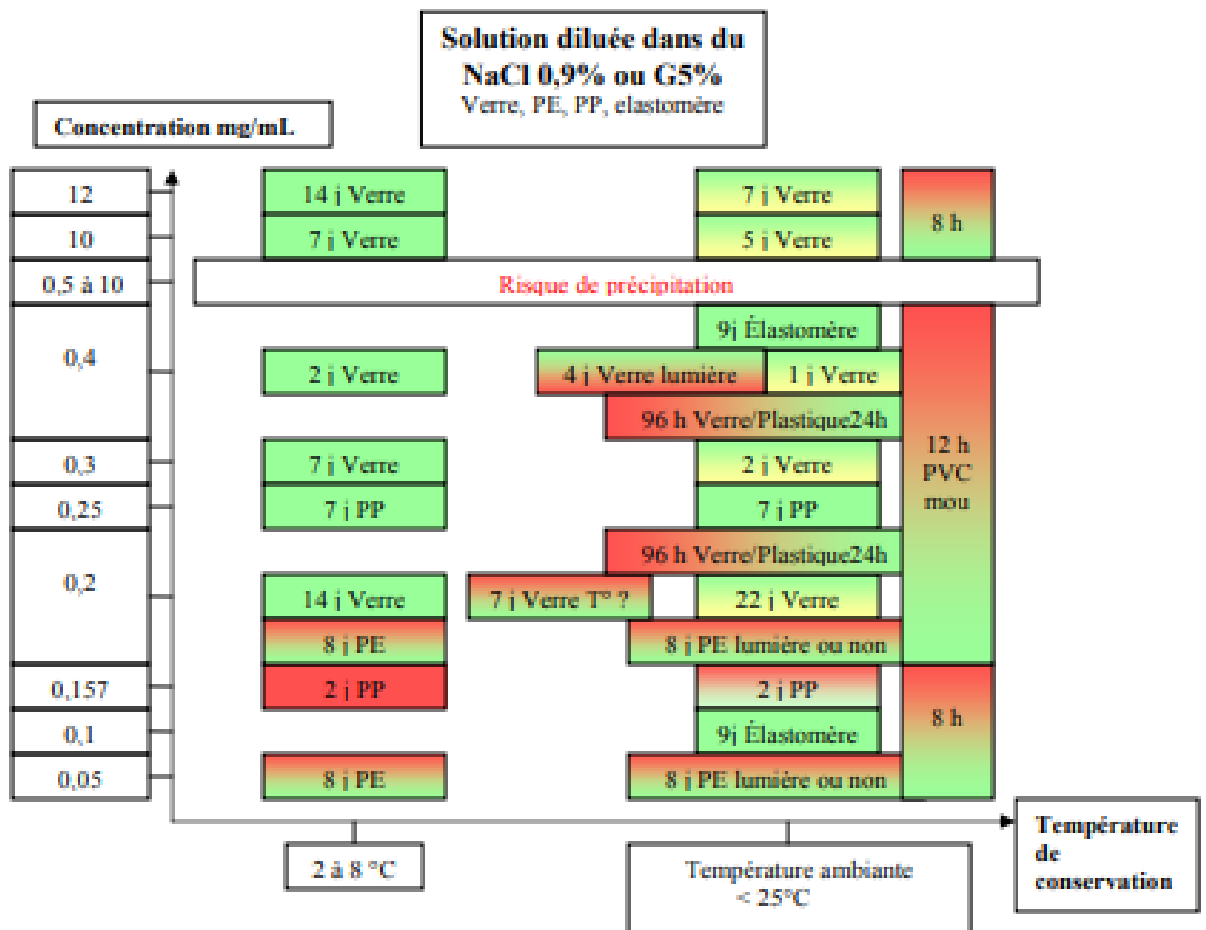 Solution diluée dans du
NaCl 0,9% ou G5%
Verre, PE, PP, elastomère
Concentration mg/mL
12
14 j Verre
7 j Verre
8 h
10
7 j Verre
5 j Verre
0,5 à 10
Risque de précipitation
0,4
9j Élastomère
2 j Verre
4 j Verre lumière
1 j Verre
96 h Verre/Plastique24h
12 h
PVC
mou
0,3
7 j Verre
2 j Verre
0,25
7 j PP
7 j PP
0,2
96 h Verre/Plastique24h
14 j Verre
7 j Verre T° ?
22 j Verre
8 j PE
8 j PE lumière ou non
0,157
2 j PP
2 j PP
8 h
0,1
9j Élastomère
0,05
8 j PE
8 j PE lumière ou non
2 à 8 °C
Température ambiante
< 25°C
Température
de
conservation